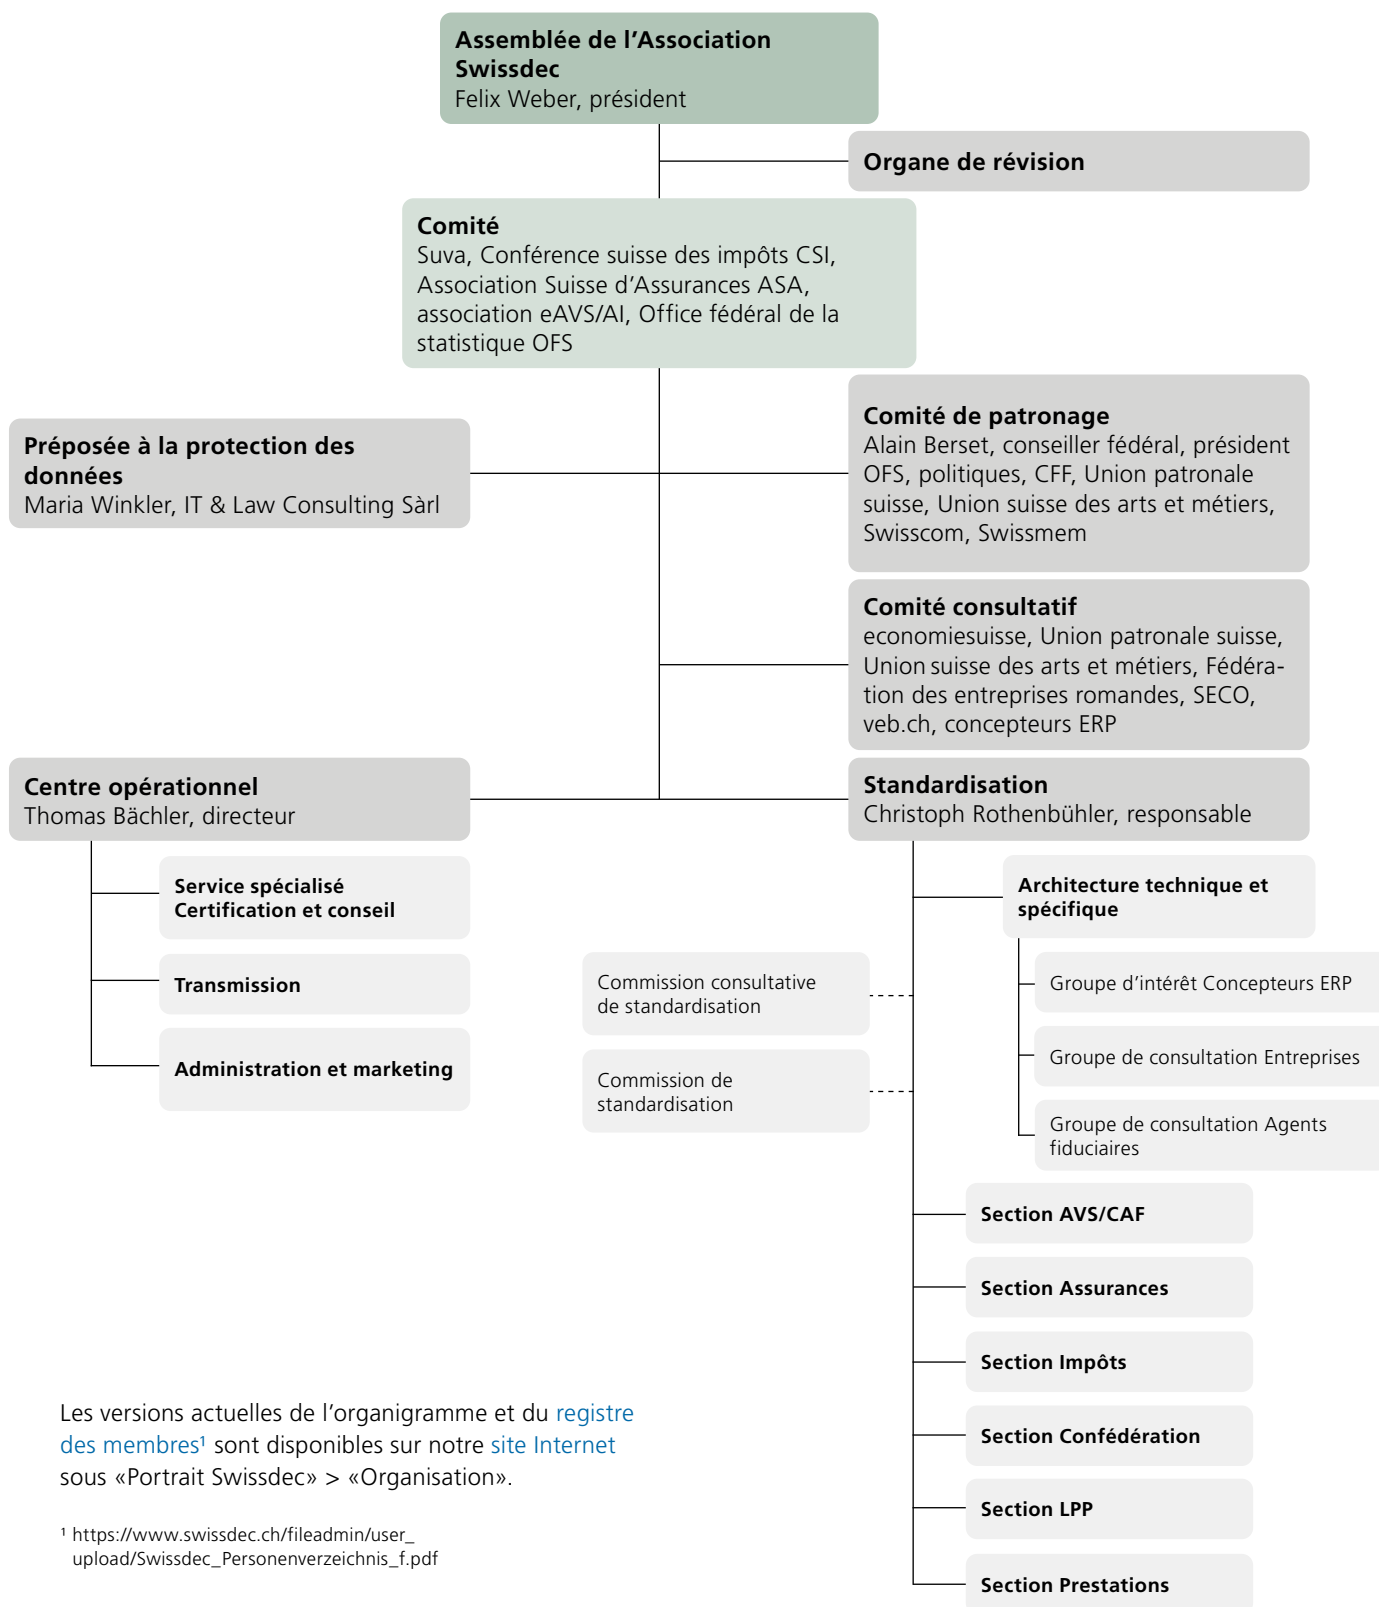 Assemblée de l’Association
Swissdec
Felix Weber, président
Organe de révision
Comité
Suva, Conférence suisse des impôts CSI,
Association Suisse d’Assurances ASA,
association eAVS/AI, Office fédéral de la
statistique OFS
Préposée à la protection des
données
Maria Winkler, IT & Law Consulting Sàrl
Comité de patronage
Alain Berset, conseiller fédéral, président
OFS, politiques, CFF, Union patronale
suisse, Union suisse des arts et métiers,
Swisscom, Swissmem
Comité consultatif
economiesuisse, Union patronale suisse,
Union suisse des arts et métiers, Fédéra-
tion des entreprises romandes, SECO,
veb.ch, concepteurs ERP
Centre opérationnel
Thomas Bächler, directeur
Service spécialisé
Certification et conseil
Transmission
Administration et marketing
Standardisation
Christoph Rothenbühler, responsable
Commission consultative
de standardisation
Commission de
standardisation
Architecture technique et
spécifique
Groupe d’intérêt Concepteurs ERP
Groupe de consultation Entreprises
Groupe de consultation Agents
fiduciaires
Section AVS/CAF
Section Assurances
Section Impôts
Section Confédération
Section LPP
Section Prestations
Les versions actuelles de l’organigramme et du registre
des membres¹ sont disponibles sur notre site Internet
sous «Portrait Swissdec» > «Organisation».
¹ https://www.swissdec.ch/fileadmin/user_
upload/Swissdec_Personenverzeichnis_f.pdf